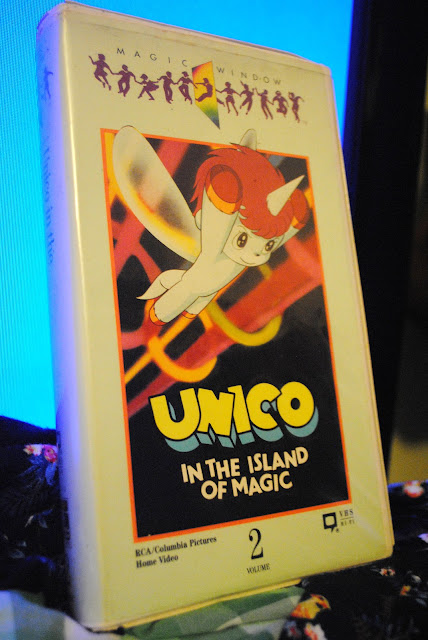 MAGIC WINDOW
UNICO
IN THE ISLAND
OF MAGIC
RCA/Columbia Pictures
Home Video
2
VOLUME
VHS
HI-FI